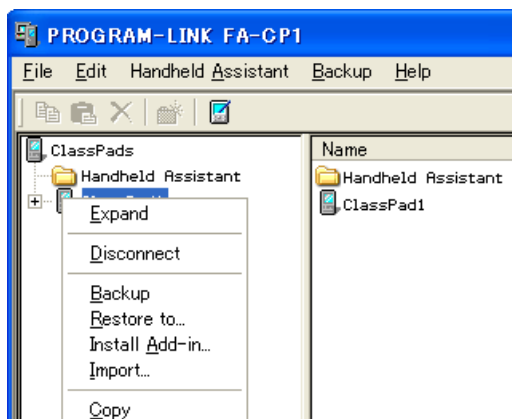 PROGRAM-LINK FA-CP1
File Edit Handheld Assistant Backup Help
ClassPads
Handheld Assistant
Expand
Disconnect
Backup
Restore to...
Install Add-in...
Import...
Copy
Name
Handheld Assistant
ClassPad1